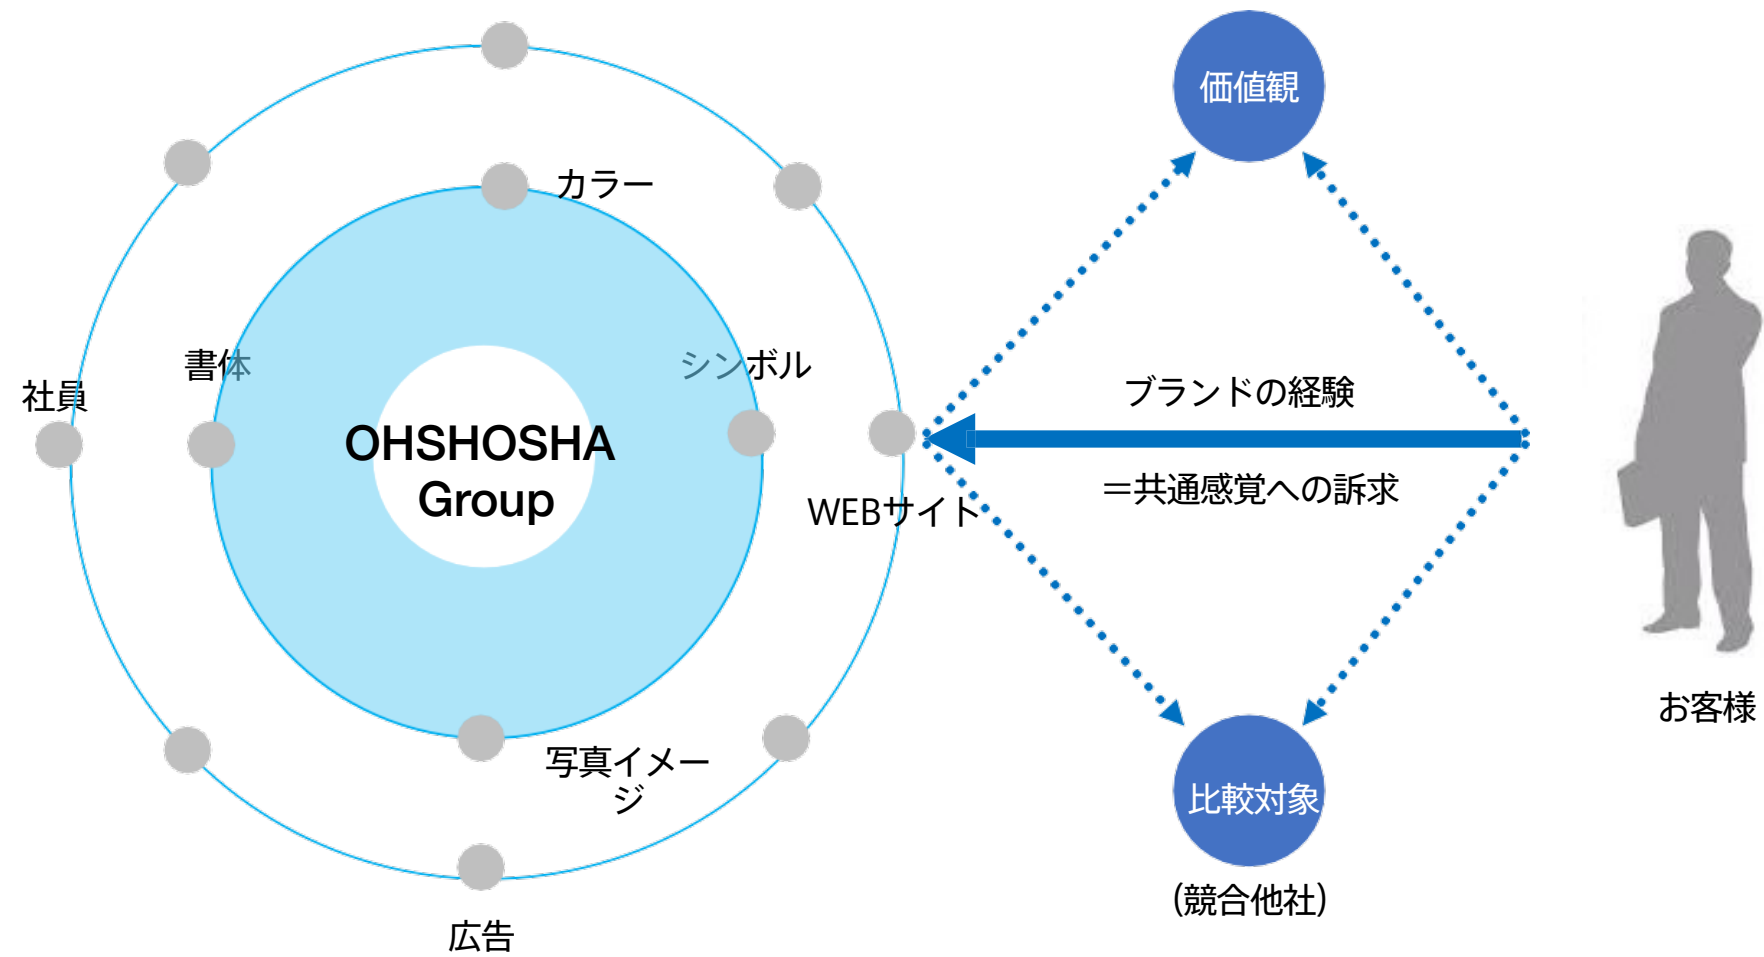 価値観
カラー
書体
シンボル
社員
OHSHOSHA
Group
ブランドの経験
＝共通感覚への訴求
WEBサイト
お客様
写真イメー
ジ
比較対象
(競合他社)
広告